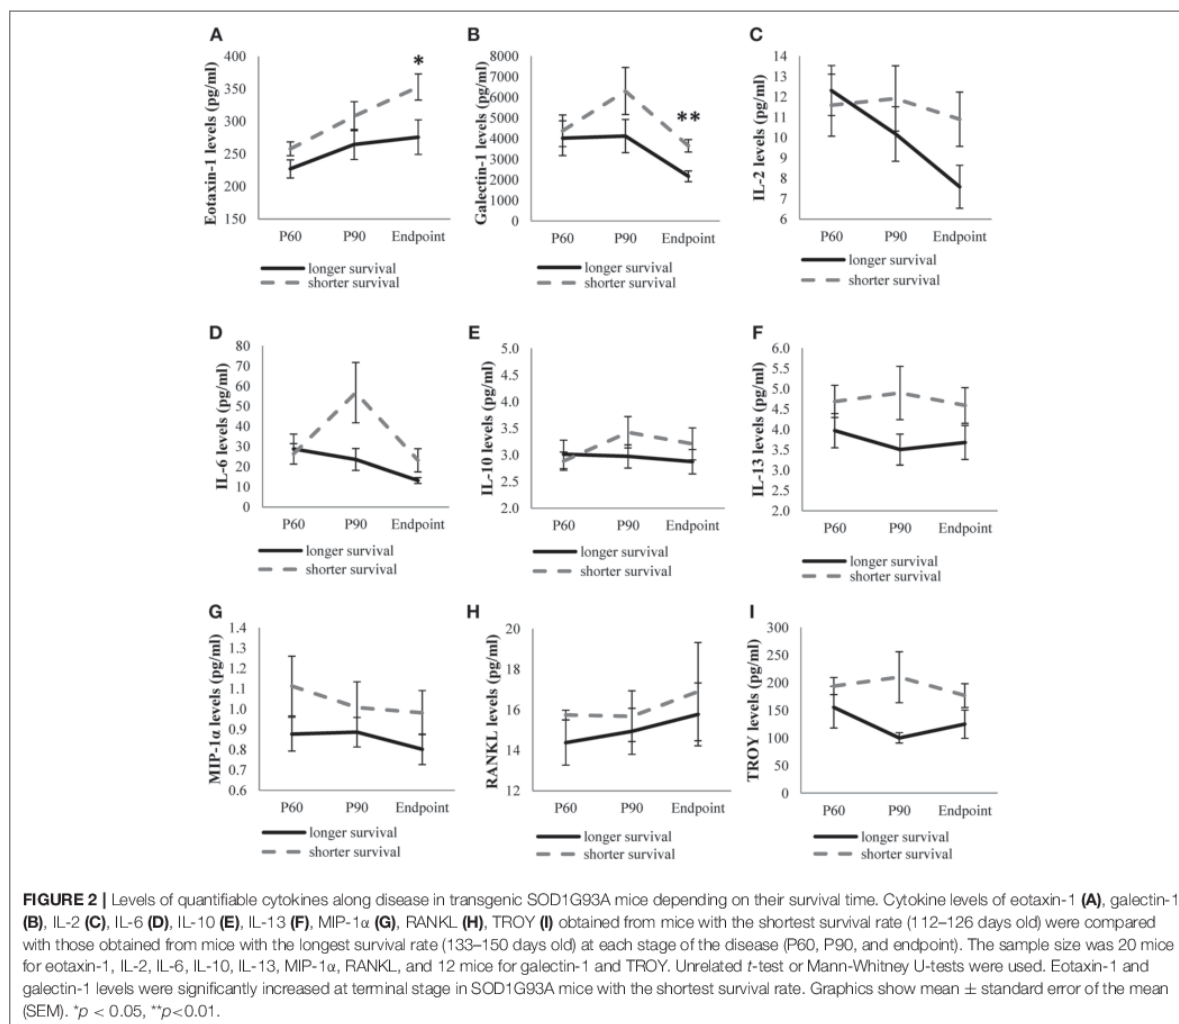 A
Eotaxin-1 levels (pg/ml)
400
350
300
250
200
150
*
P60 P90 Endpoint
longer survival
shorter survival
B
Galectin-1 levels (pg/ml)
8000
7000
6000
5000
4000
3000
2000
1000
0
**
P60 P90 Endpoint
longer survival
shorter survival
C
IL-2 levels (pg/ml)
14
13
12
11
10
9
8
7
6
P60 P90 Endpoint
longer survival
shorter survival
D
IL-6 levels (pg/ml)
80
70
60
50
40
30
20
10
0
P60 P90 Endpoint
longer survival
shorter survival
E
IL-10 levels (pg/ml)
5.0
4.5
4.0
3.5
3.0
2.5
2.0
P60 P90 Endpoint
longer survival
shorter survival
F
IL-13 levels (pg/ml)
6.0
5.5
5.0
4.5
4.0
3.5
3.0
2.5
2.0
P60 P90 Endpoint
longer survival
shorter survival
G
MIP-1α levels (pg/ml)
1.4
1.3
1.2
1.1
1.0
0.9
0.8
0.7
0.6
P60 P90 Endpoint
longer survival
shorter survival
H
RANKL levels (pg/ml)
20
18
16
14
12
P60 P90 Endpoint
longer survival
shorter survival
I
TROY levels (pg/ml)
300
250
200
150
100
50
0
P60 P90 Endpoint
longer survival
shorter survival
FIGURE 2 | Levels of quantifiable cytokines along disease in transgenic SOD1G93A mice depending on their survival time. Cytokine levels of eotaxin-1 (A), galectin-1
(B), IL-2 (C), IL-6 (D), IL-10 (E), IL-13 (F), MIP-1α (G), RANKL (H), TROY (I) obtained from mice with the shortest survival rate (112–126 days old) were compared
with those obtained from mice with the longest survival rate (133–150 days old) at each stage of the disease (P60, P90, and endpoint). The sample size was 20 mice
for eotaxin-1, IL-2, IL-6, IL-10, IL-13, MIP-1α, RANKL, and 12 mice for galectin-1 and TROY. Unrelated t-test or Mann-Whitney U-tests were used. Eotaxin-1 and
galectin-1 levels were significantly increased at terminal stage in SOD1G93A mice with the shortest survival rate. Graphics show mean ± standard error of the mean
(SEM). *p < 0.05, **p<0.01.